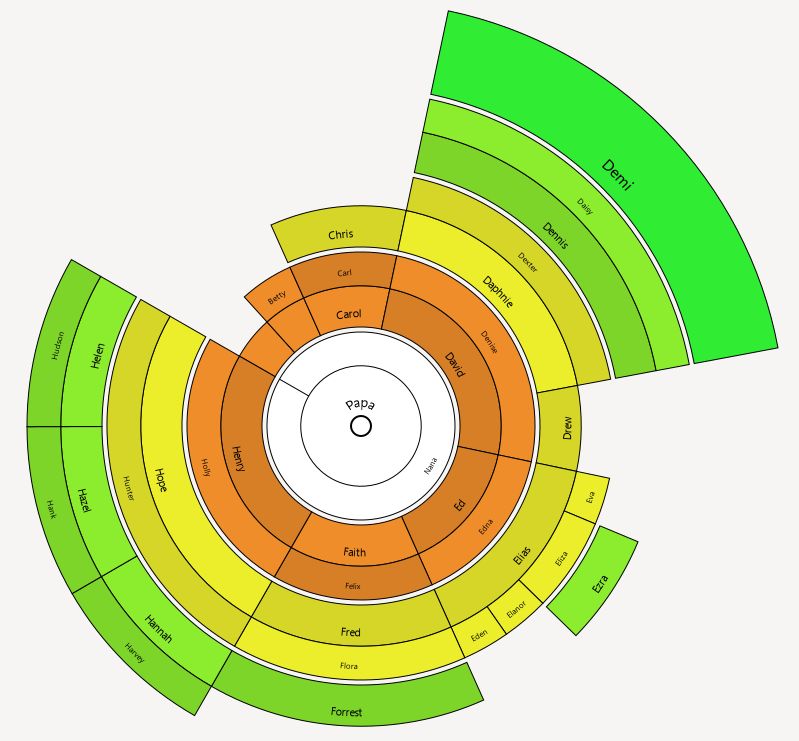 Papa
Nana
Betty
Carl
Carol
Chris
David
Denise
Daphnie
Dexter
Dennis
Daisy
Demi
Drew
Ed
Edna
Elias
Eva
Eliza
Elanor
Eden
Ezra
Faith
Felix
Fred
Flora
Forrest
Henry
Holly
Hope
Hunter
Hannah
Harvey
Hazel
Hank
Helen
Hudson